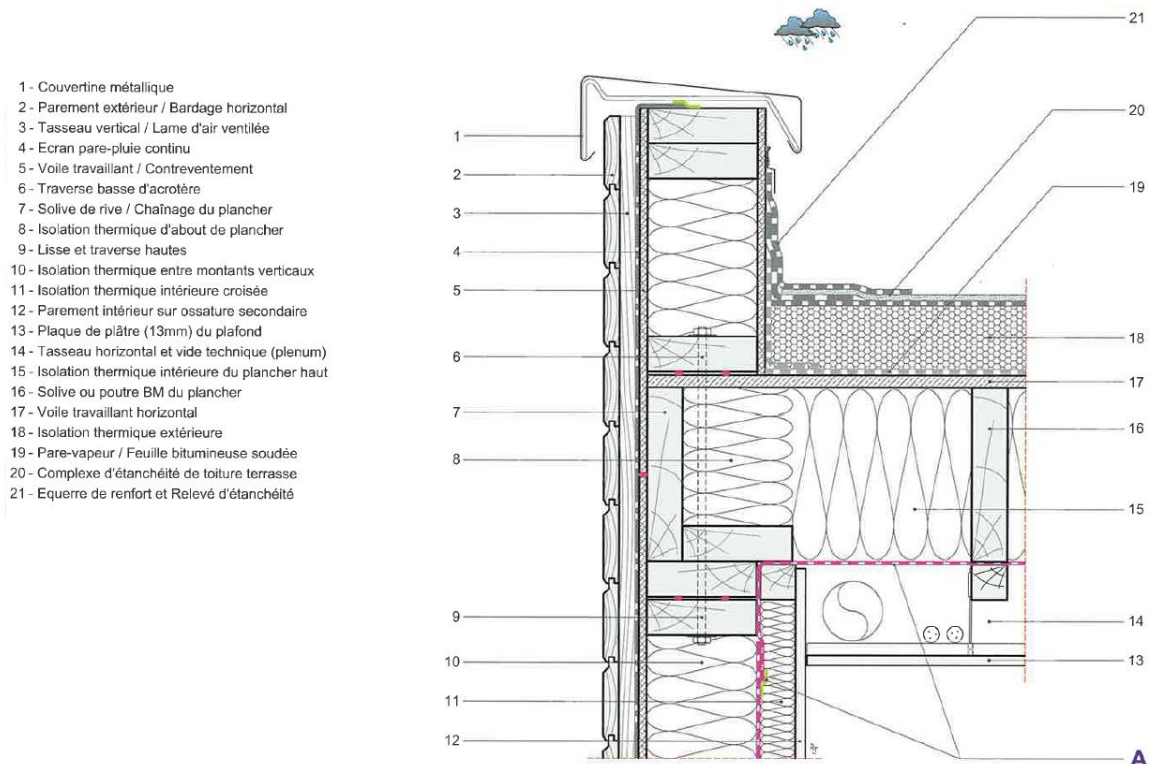 1 - Couvertine métallique
2 - Parement extérieur / Bardage horizontal
3 - Tasseau vertical / Lame d'air ventilée
4 - Ecran pare-pluie continu
5 - Voile travaillant / Contreventement
6 - Traverse basse d'acrotère
7 - Solive de rive / Chaînage du plancher
8 - Isolation thermique d'about de plancher
9 - Lisse et traverse hautes
10 - Isolation thermique entre montants verticaux
11 - Isolation thermique intérieure croisée
12 - Parement intérieur sur ossature secondaire
13 - Plaque de plâtre (13mm) du plafond
14 - Tasseau horizontal et vide technique (plenum)
15 - Isolation thermique intérieure du plancher haut
16 - Solive ou poutre BM du plancher
17 - Voile travaillant horizontal
18 - Isolation thermique extérieure
19 - Pare-vapeur / Feuille bitumineuse soudée
20 - Complexe d'étanchéité de toiture terrasse
21 - Equerre de renfort et Relevé d'étanchéité
1
2
3
4
5
6
7
8
9
10
11
12
21
20
19
18
17
16
15
14
13
A